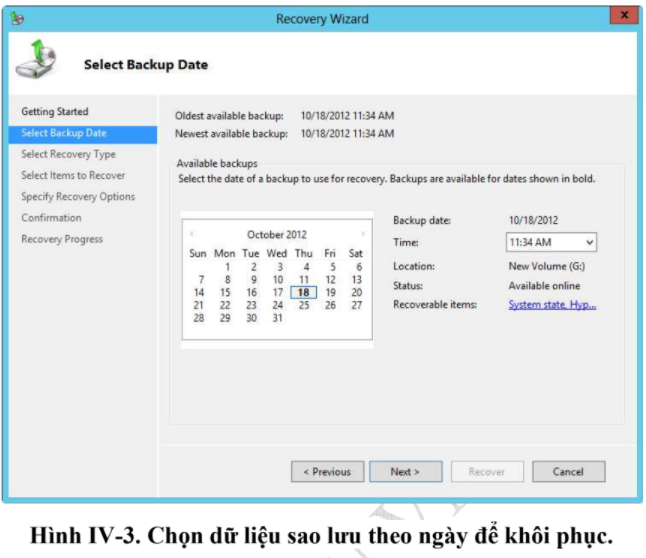 Recovery Wizard
x
Select Backup Date
Getting Started
Select Backup Date
Select Recovery Type
Select Items to Recover
Specify Recovery Options
Confirmation
Recovery Progress
Oldest available backup: 10/18/2012 11:34 AM
Newest available backup: 10/18/2012 11:34 AM
Available backups
Select the date of a backup to use for recovery. Backups are available for dates shown in bold.
October 2012
Sun Mon Tue Wed Thu Fri Sat
1 2 3 4 5 6
7 8 9 10 11 12 13
14 15 16 17 18 19 20
21 22 23 24 25 26 27
28 29 30 31
Backup date: 10/18/2012
Time: 11:34 AM
Location: New Volume (G:)
Status: Available online
Recoverable items: System state, Hyp...
< Previous
Next >
Recover
Cancel
Hình IV-3. Chọn dữ liệu sao lưu theo ngày để khôi phục.